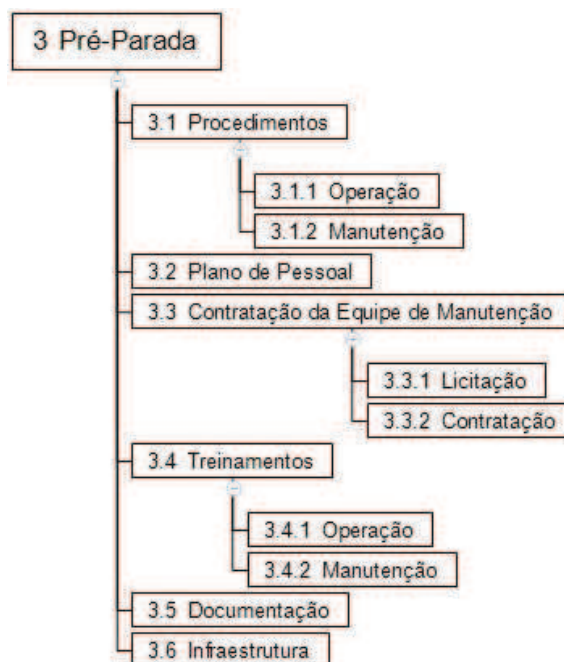 3 Pré-Parada
3.1 Procedimentos
3.1.1 Operação
3.1.2 Manutenção
3.2 Plano de Pessoal
3.3 Contratação da Equipe de Manutenção
3.3.1 Licitação
3.3.2 Contratação
3.4 Treinamentos
3.4.1 Operação
3.4.2 Manutenção
3.5 Documentação
3.6 Infraestrutura